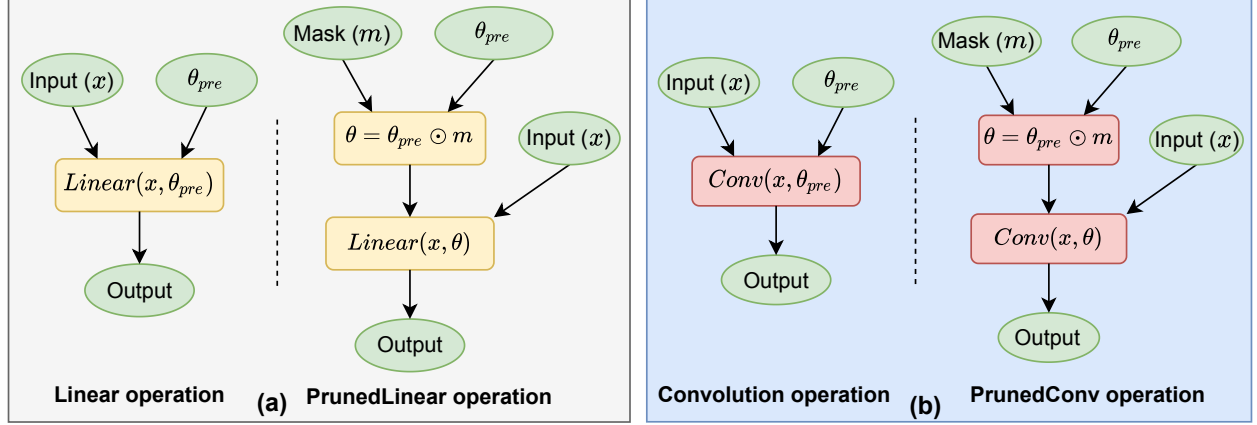 Input (x)
θ_pre
Linear(x, θ_pre)
Output
Linear operation
Mask (m)
θ_pre
θ = θ_pre ⊙ m
Input (x)
Linear(x, θ)
Output
PrunedLinear operation
(a)
Input (x)
θ_pre
Conv(x, θ_pre)
Output
Convolution operation
Mask (m)
θ_pre
θ = θ_pre ⊙ m
Input (x)
Conv(x, θ)
Output
PrunedConv operation
(b)